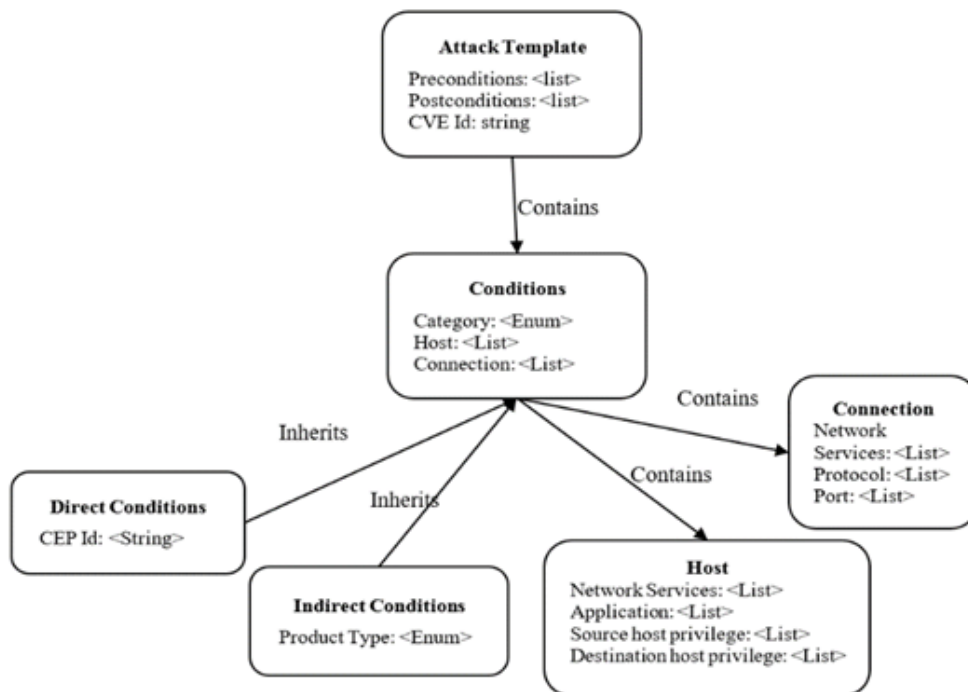 Attack Template
Preconditions: <list>
Postconditions: <list>
CVE Id: string
Contains
Conditions
Category: <Enum>
Host: <List>
Connection: <List>
Contains
Connection
Network
Services: <List>
Protocol: <List>
Port: <List>
Inherits
Inherits
Contains
Direct Conditions
CEP Id: <String>
Indirect Conditions
Product Type: <Enum>
Host
Network Services: <List>
Application: <List>
Source host privilege: <List>
Destination host privilege: <List>